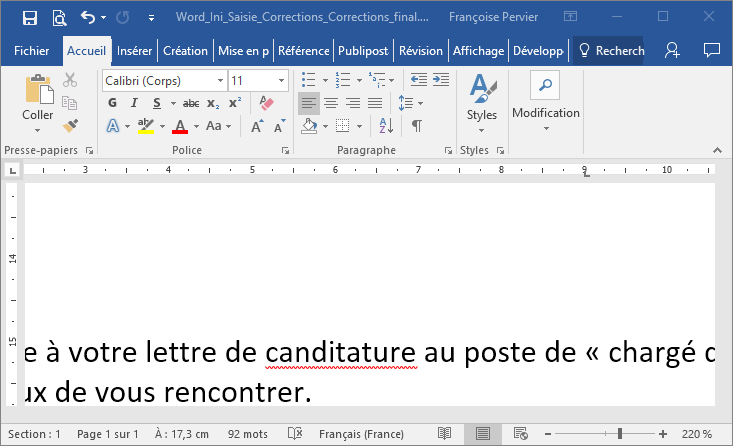 Word_Ini_Saisie_Corrections_Corrections_final....
Françoise Pervier
Fichier Accueil Insérer Création Mise en p Référence Publipost Révision Affichage Développ Recherch
Calibri (Corps) 11
G I S abc x₂ x²
A ab A Aa A A
Coller
Styles
Modification
Presse-papiers Police Paragraphe Styles
3 4 5 6 7 8 9 10
14
15
e à votre lettre de canditature au poste de « chargé d
ux de vous rencontrer.
Section : 1 Page 1 sur 1 À : 17,3 cm 92 mots Français (France) 220 %